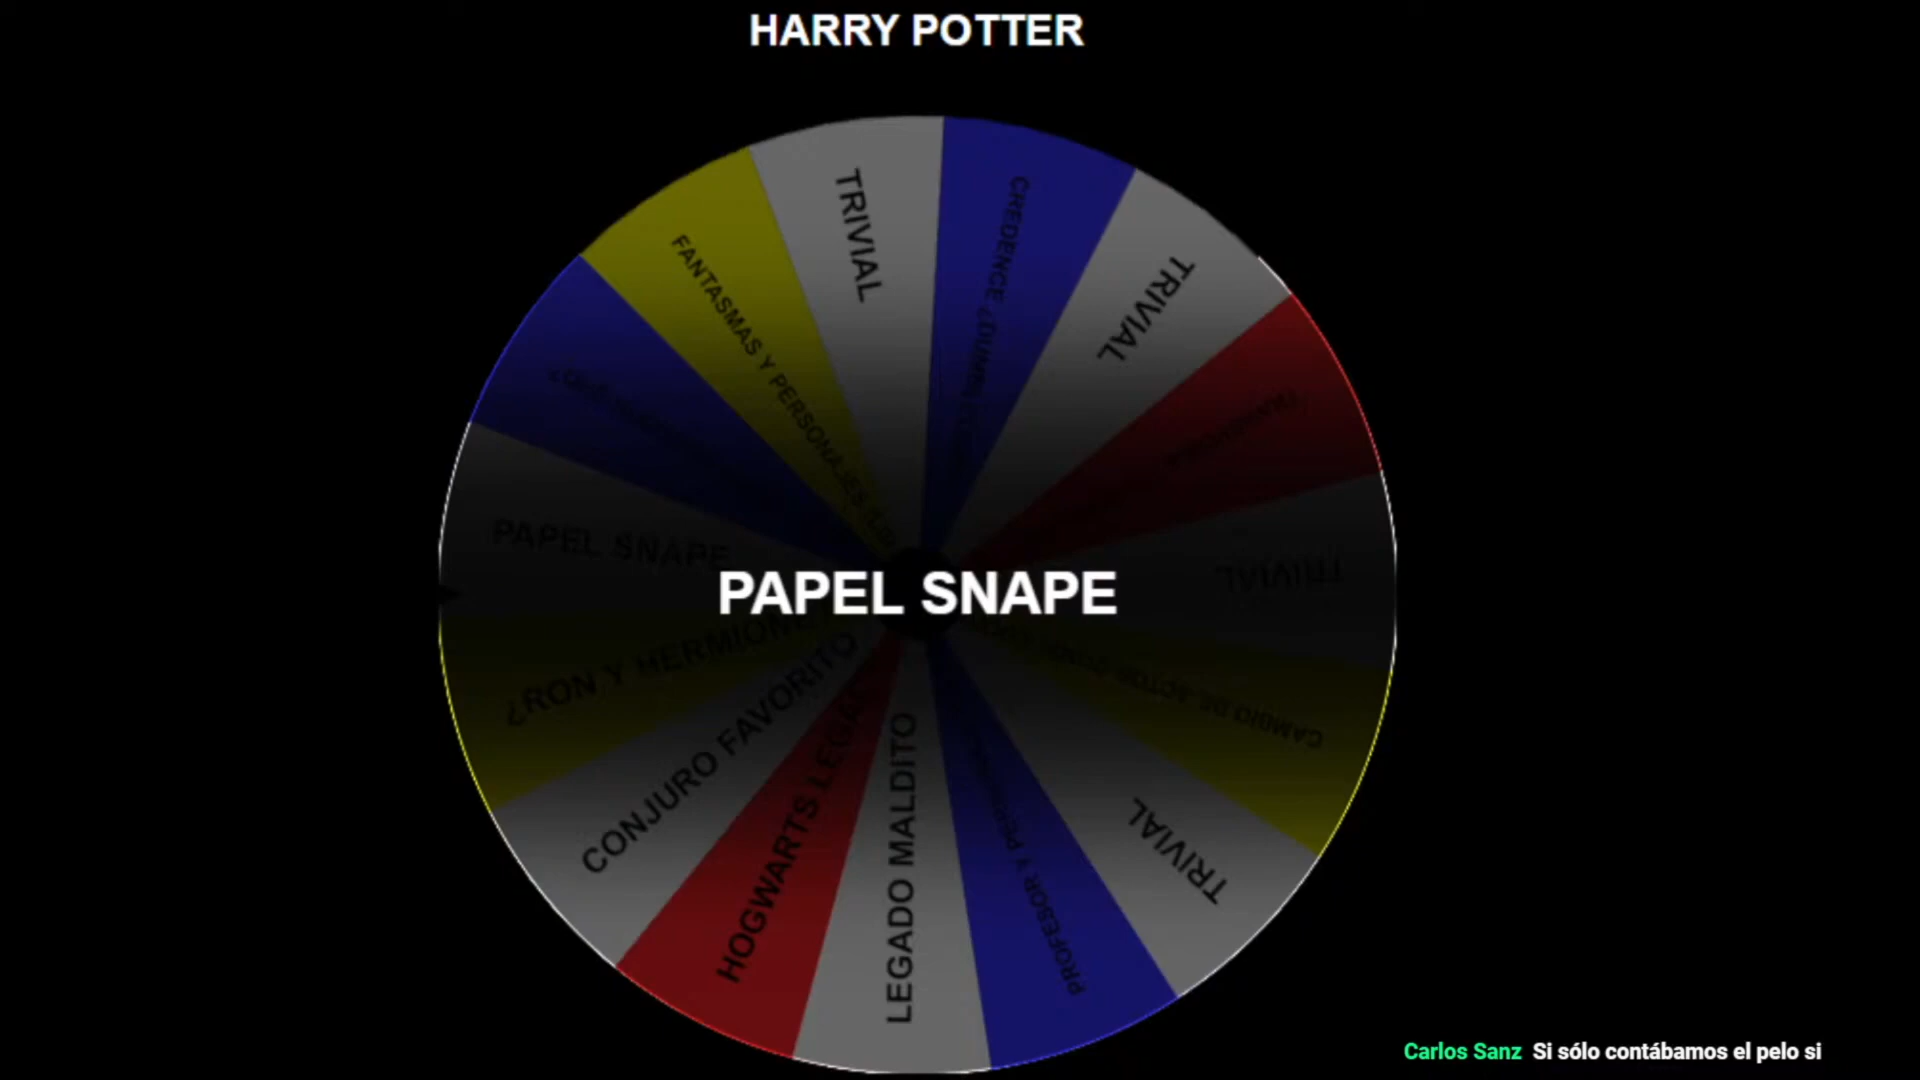 HARRY POTTER
TRIVIAL
CREDENCE
TRIVIAL
FANTASMAS Y PERSONAJES
TRIVIAL
PAPEL SNAPE
PAPEL SNAPE
¿RON Y HERMIONE?
CAMBIO DE ACTOR
CONJURO FAVORITO
HOGWARTS LEGACY
LEGADO MALDITO
PROFESOR Y
TRIVIAL
Carlos Sanz Si sólo contábamos el pelo si